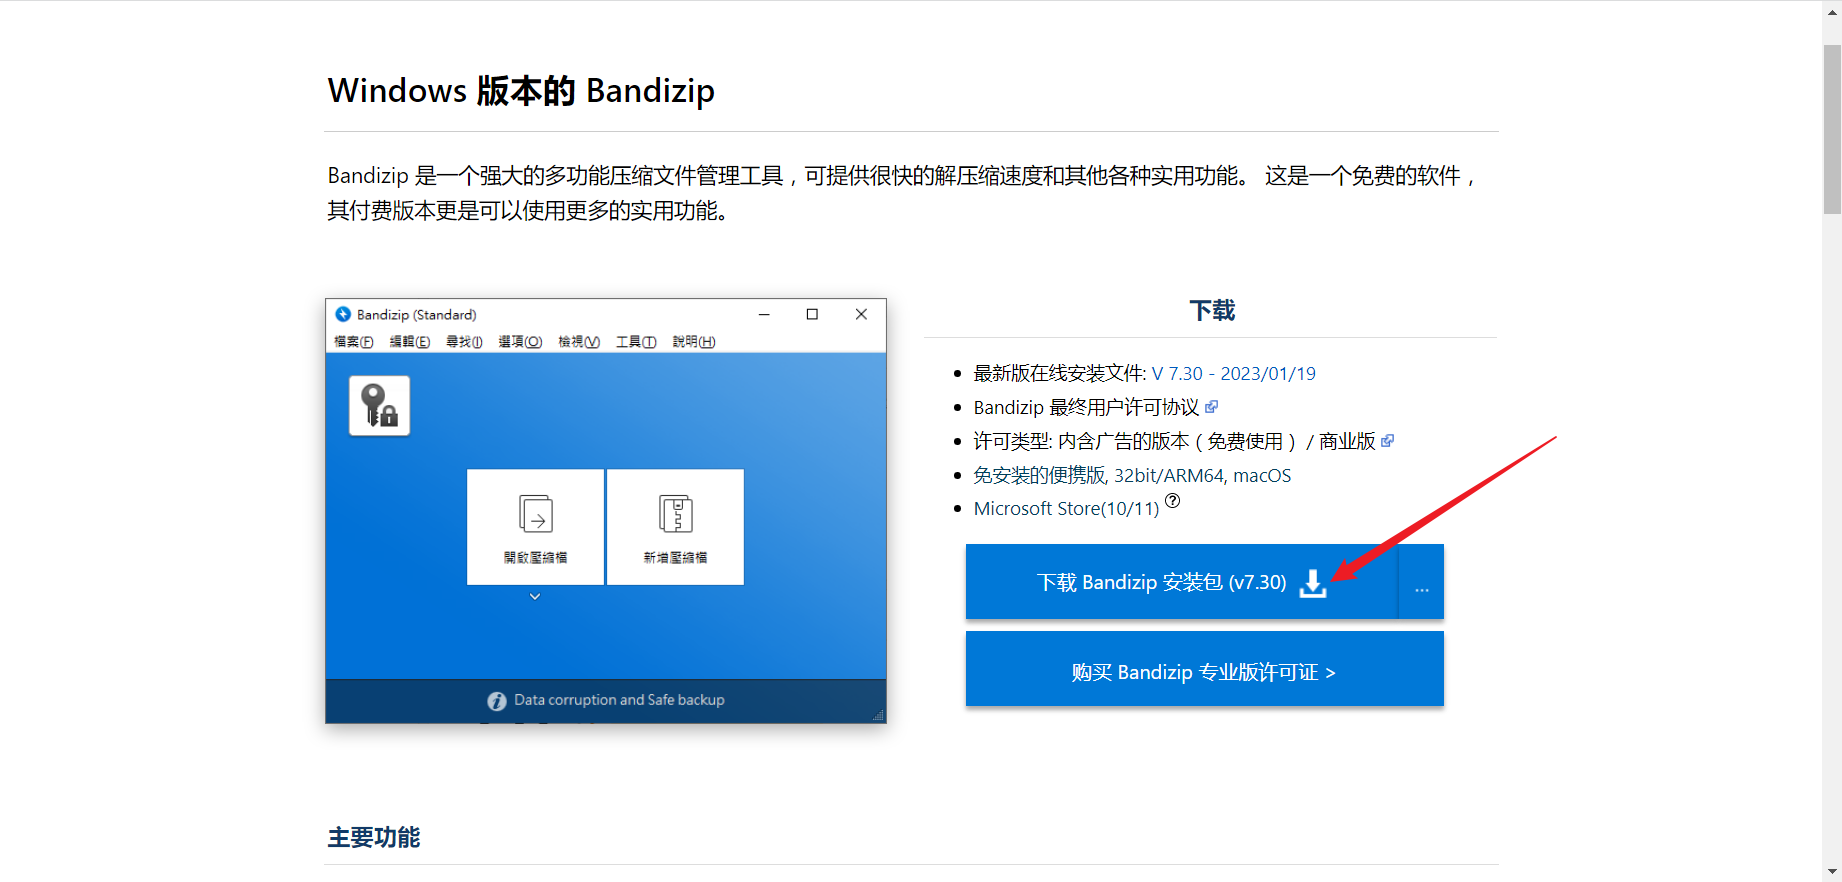 Windows 版本的 Bandizip
Bandizip 是一个强大的多功能压缩文件管理工具，可提供很快的解压缩速度和其他各种实用功能。 这是一个免费的软件，
其付费版本更是可以使用更多的实用功能。
Bandizip (Standard)
檔案(F) 編輯(E) 尋找(I) 選項(O) 檢視(V) 工具(T) 說明(H)
開啟壓縮檔
新增壓縮檔
Data corruption and Safe backup
下载
最新版在线安装文件: V 7.30 - 2023/01/19
Bandizip 最终用户许可协议
许可类型: 内含广告的版本（免费使用） / 商业版
免安装的便携版, 32bit/ARM64, macOS
Microsoft Store(10/11) ?
下载 Bandizip 安装包 (v7.30)
...
购买 Bandizip 专业版许可证 >
主要功能